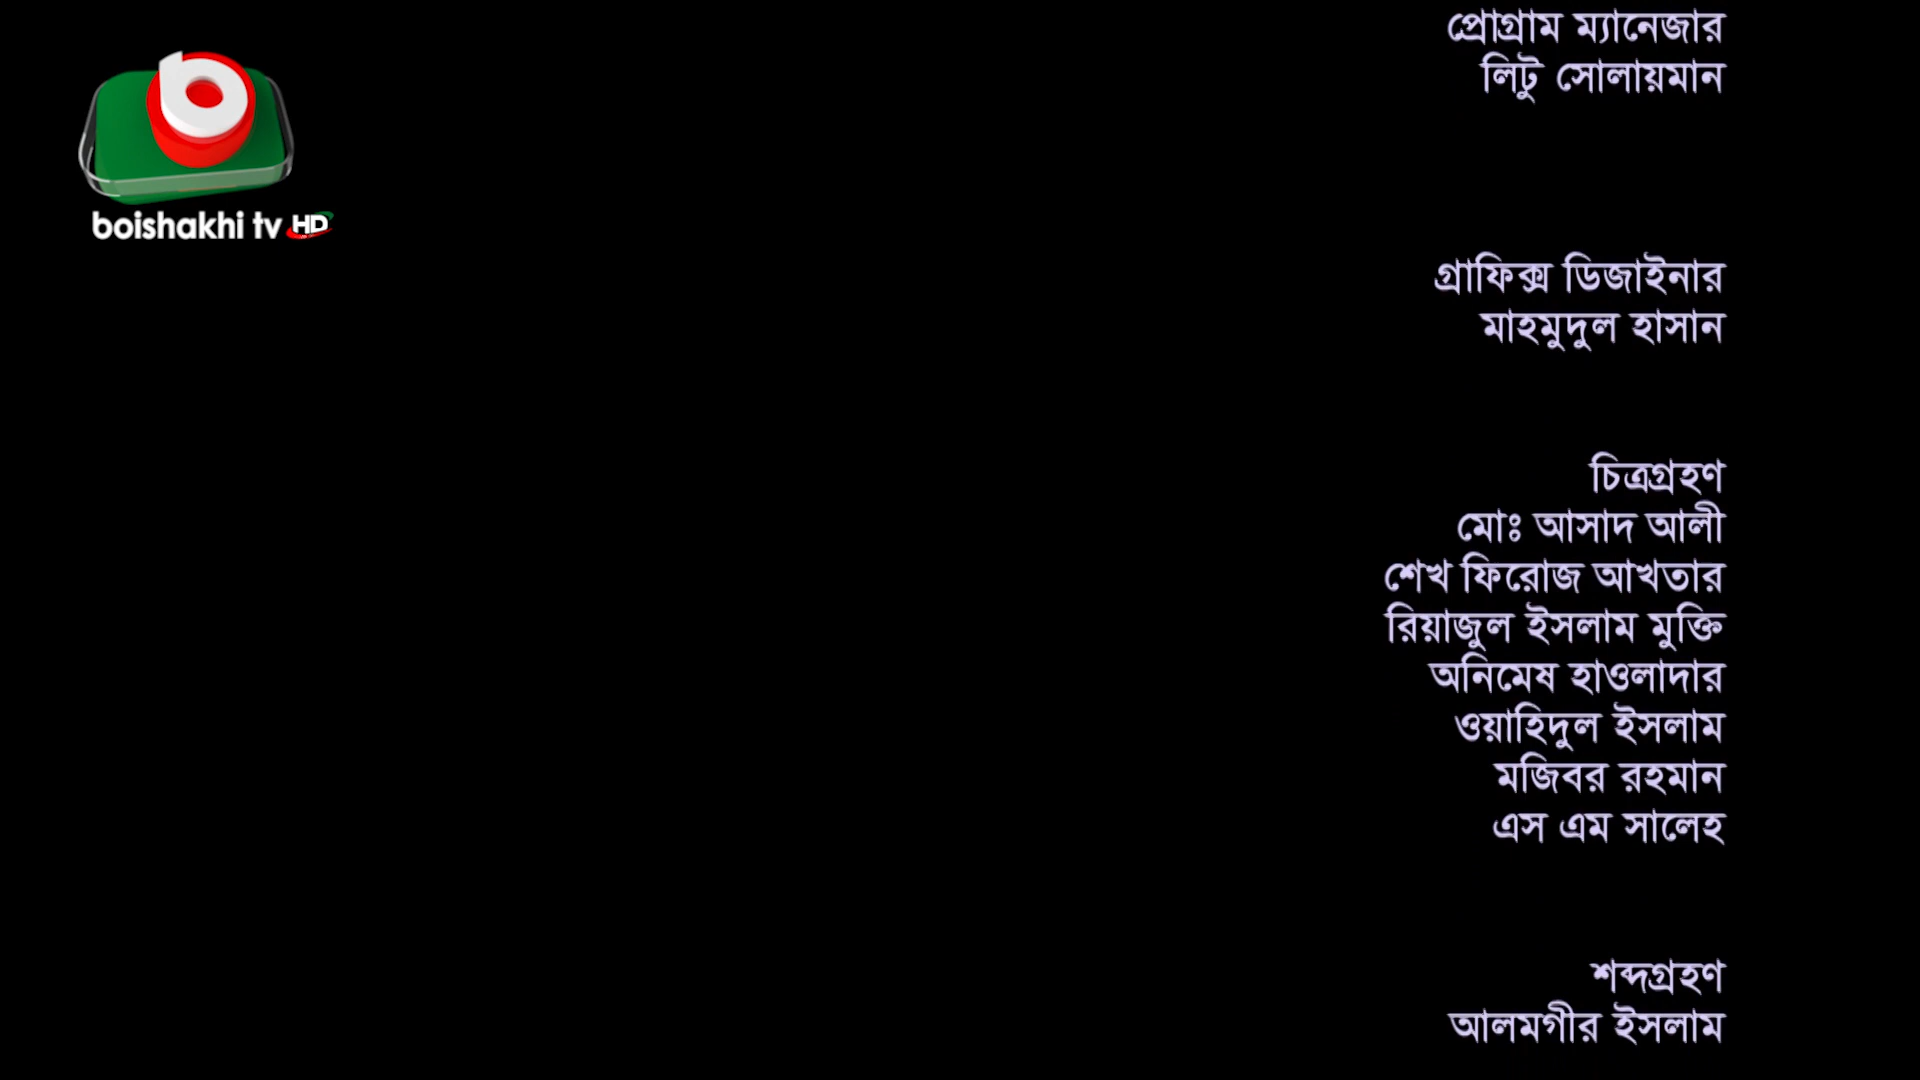 boishakhi tv HD
প্রোগ্রাম ম্যানেজার
লিটু সোলায়মান
গ্রাফিক্স ডিজাইনার
মাহমুদুল হাসান
চিত্রগ্রহণ
মোঃ আসাদ আলী
শেখ ফিরোজ আখতার
রিয়াজুল ইসলাম মুক্তি
অনিমেষ হাওলাদার
ওয়াহিদুল ইসলাম
মজিবর রহমান
এস এম সালেহ
শব্দগ্রহণ
আলমগীর ইসলাম